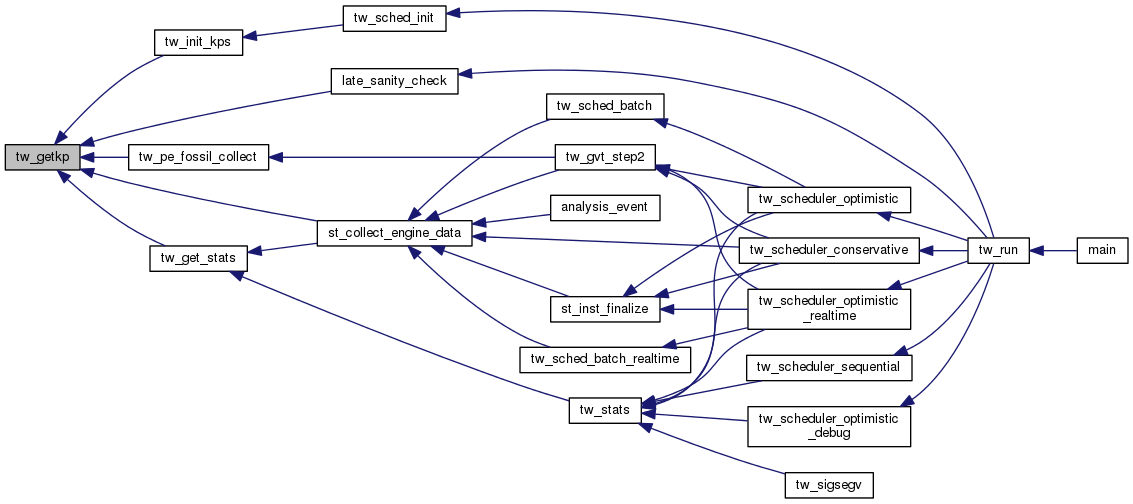 tw_sched_init
tw_init_kps
late_sanity_check
tw_sched_batch
tw_getkp
tw_pe_fossil_collect
tw_gvt_step2
tw_scheduler_optimistic
analysis_event
st_collect_engine_data
tw_get_stats
tw_scheduler_conservative
tw_run
main
st_inst_finalize
tw_scheduler_optimistic
_realtime
tw_sched_batch_realtime
tw_scheduler_sequential
tw_stats
tw_scheduler_optimistic
_debug
tw_sigsegv